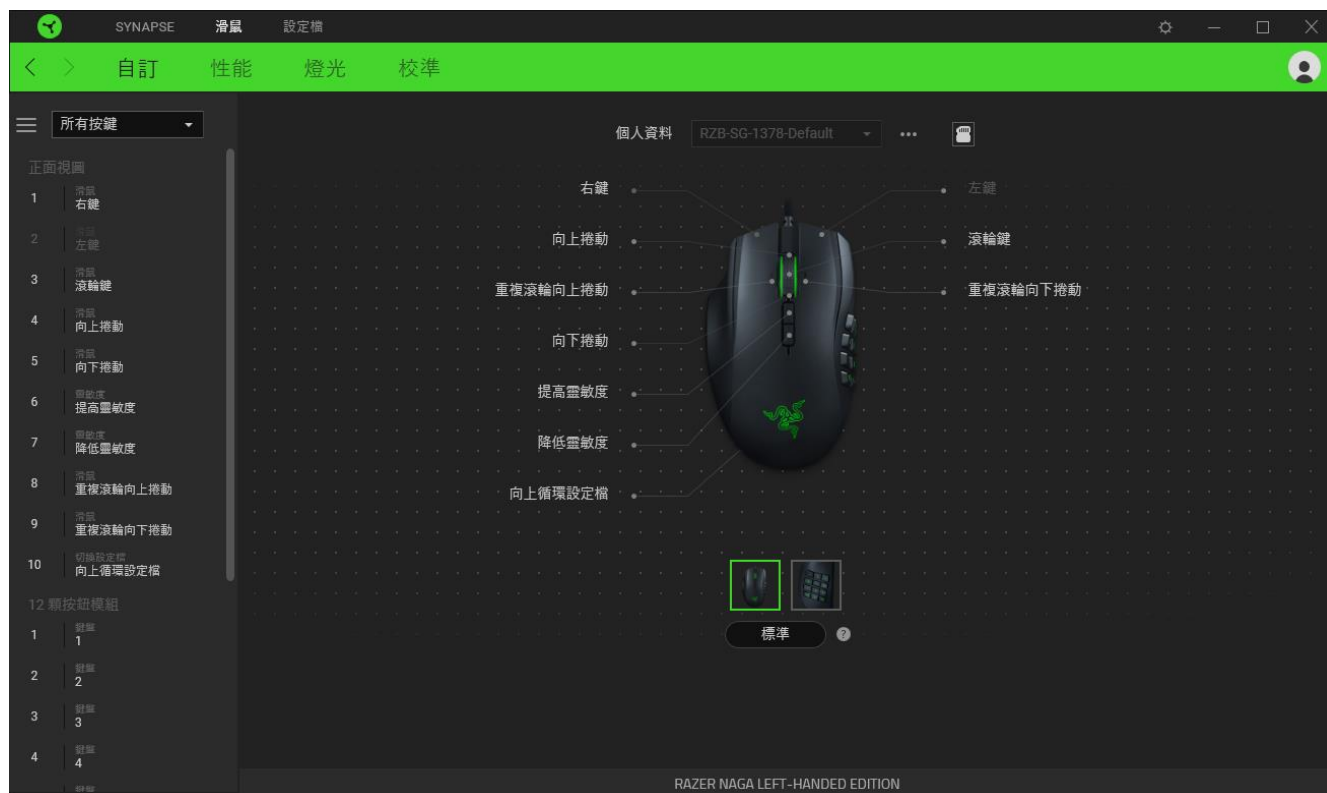 SYNAPSE 滑鼠 設定檔
自訂 性能 燈光 校準
所有按鍵
個人資料 RZB-SG-1378-Default
正面視圖
1 滑鼠
右鍵
2 滑鼠
左鍵
3 滑鼠
滾輪鍵
4 滑鼠
向上捲動
5 滑鼠
向下捲動
6 靈敏度
提高靈敏度
7 靈敏度
降低靈敏度
8 滑鼠
重複滾輪向上捲動
9 滑鼠
重複滾輪向下捲動
10 切換設定檔
向上循環設定檔
12 顆按鈕模組
1 鍵盤
1
2 鍵盤
2
3 鍵盤
3
4 鍵盤
4
鍵盤
右鍵 左鍵
向上捲動 滾輪鍵
重複滾輪向上捲動 重複滾輪向下捲動
向下捲動
提高靈敏度
降低靈敏度
向上循環設定檔
標準 ?
RAZER NAGA LEFT-HANDED EDITION